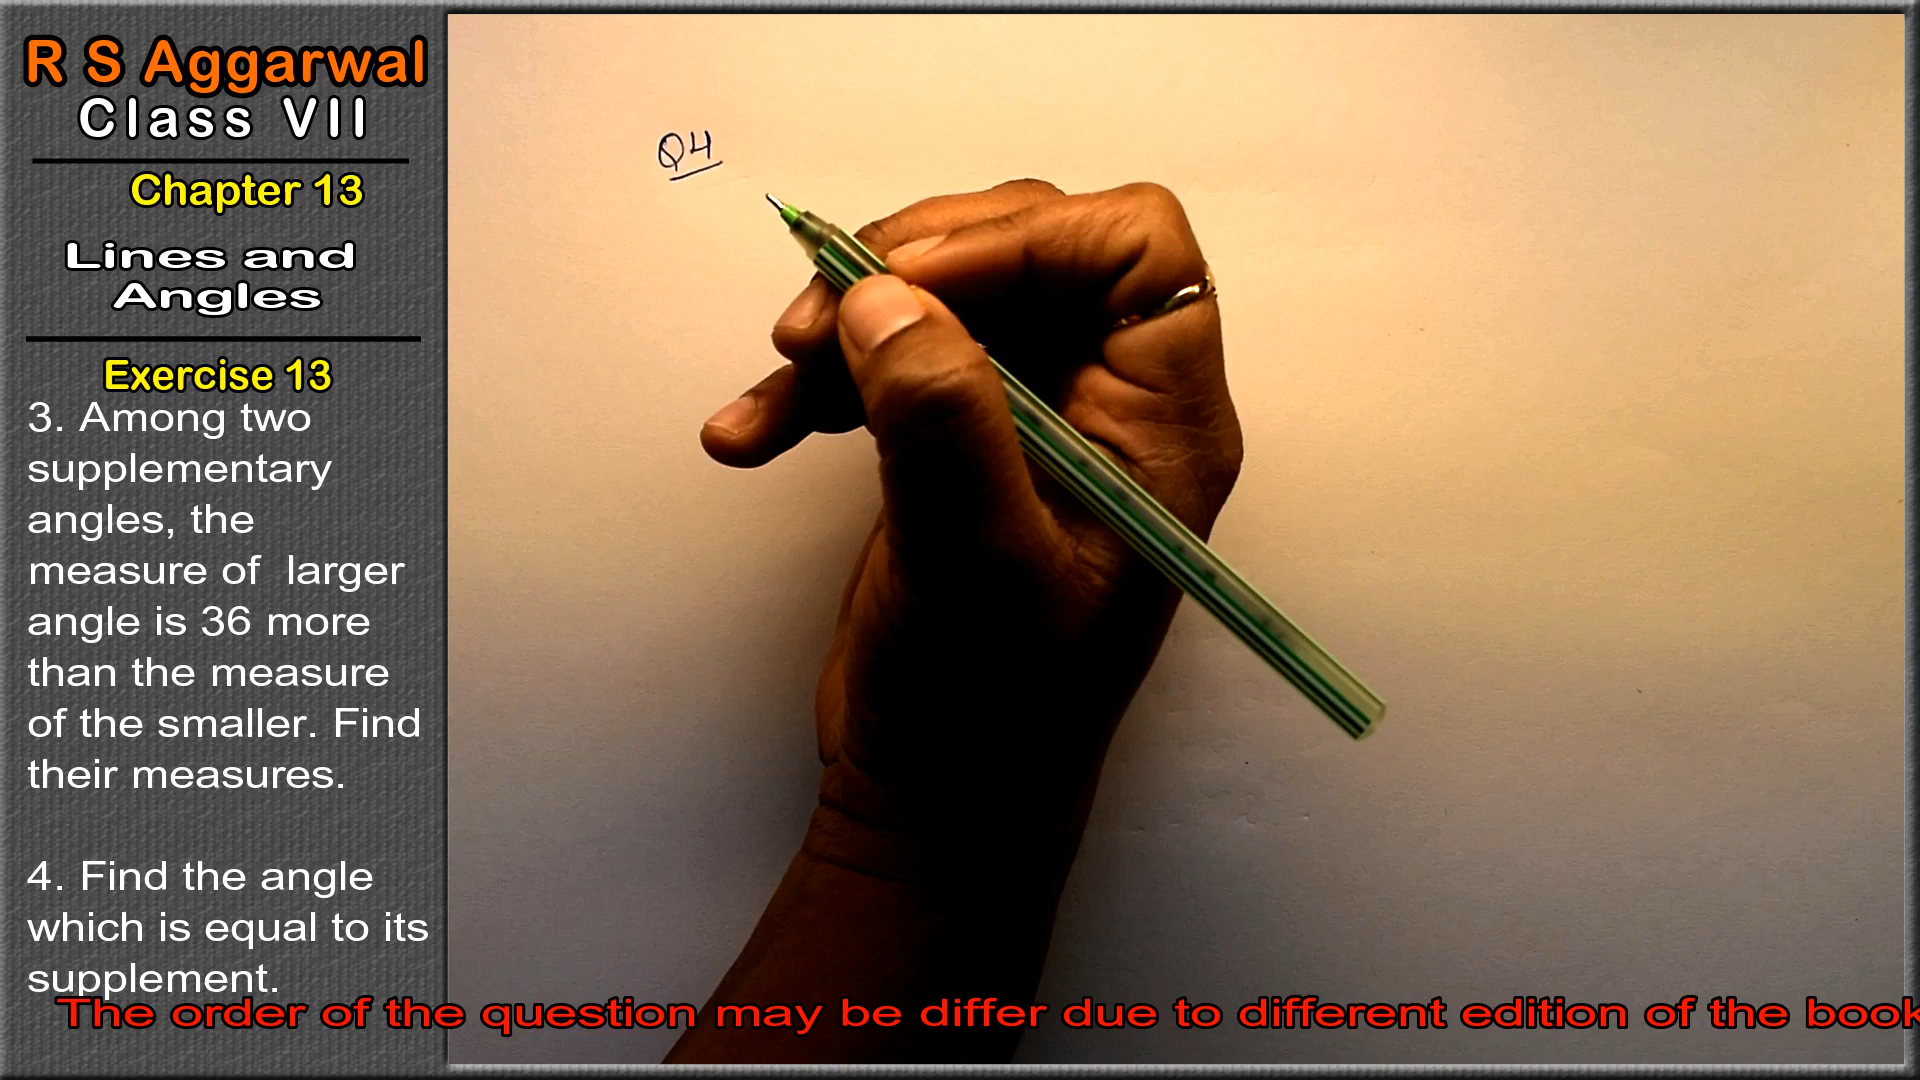 R S Aggarwal
Class VII
Chapter 13
Lines and
Angles
Exercise 13
3. Among two
supplementary
angles, the
measure of  larger
angle is 36 more
than the measure
of the smaller. Find
their measures.
4. Find the angle
which is equal to its
supplement.
The order of the question may be differ due to different edition of the book
Q4